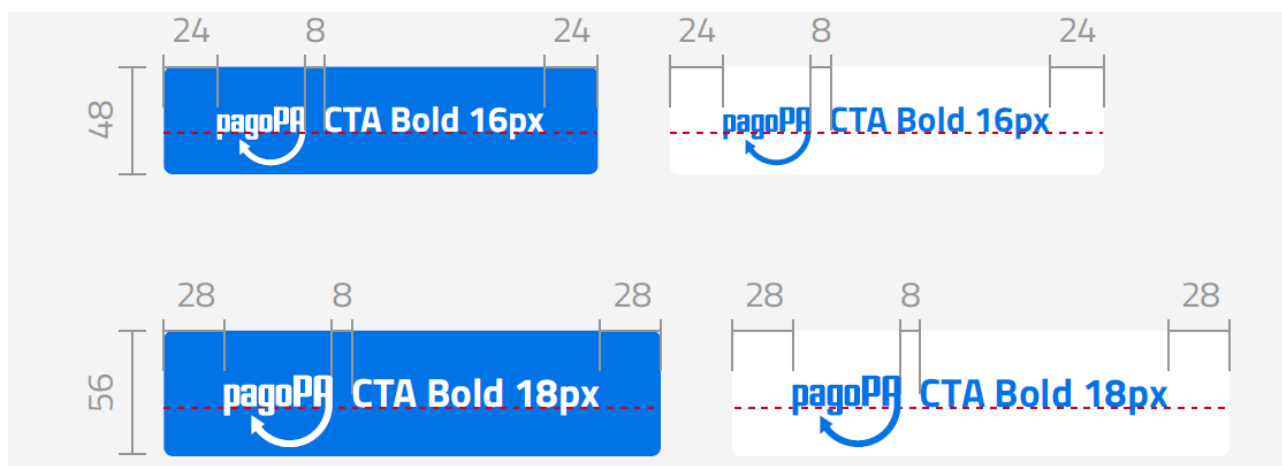 24 8 24 24 8 24
48
pagoPA CTA Bold 16px pagoPA CTA Bold 16px
28 8 28 28 8 28
56
pagoPA CTA Bold 18px pagoPA CTA Bold 18px